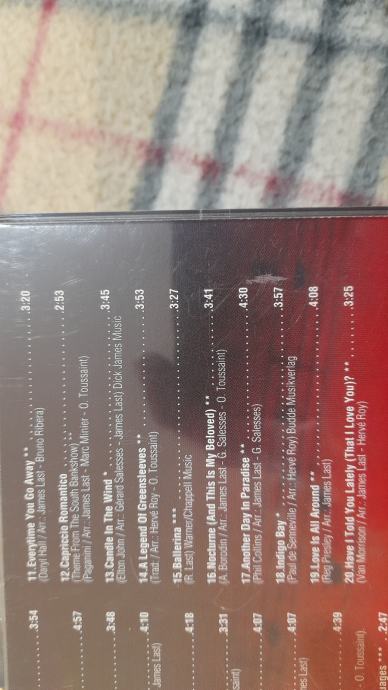 3:54
4:57
3:48
4:10
James Last)
4:18
3:31
saint)
4:07
4:07
4:39
- O. Toussaint)
*** 2:47
11.Everytime You Go Away ** 3:20
(Daryl Hall / Arr.: James Last, Bruno Ribera)
12.Capriccio Romantico 2:53
(Theme From The South Bankshow) ***
(Paganini / Arr.: James Last - Marc Minier - O. Toussaint)
13.Candle In The Wind * 3:45
(Elton John / Arr.: Gérard Salesses - James Last) Dick James Music
14.A Legend Of Greensleeves ** 3:53
(Trad / Arr.: Hervé Roy - O. Toussaint)
15.Ballerina *** 3:27
(R. Last) Warner/Chappell Music
16.Nocturne (And This Is My Beloved) ** 3:41
(A. Borodin / Arr.: James Last - G. Salesses - O. Toussaint)
17.Another Day In Paradise ** 4:30
(Phil Collins / Arr.: James Last - G. Salesses)
18.Indigo Bay ** 3:57
(Paul de Senneville / Arr.: Hervé Roy) Budde Musikverlag
19.Love Is All Around ** 4:08
(Reg Presley / Arr.: James Last)
20.Have I Told You Lately (That I Love You)? ** 3:25
(Van Morrison / Arr.: James Last - Hervé Roy)